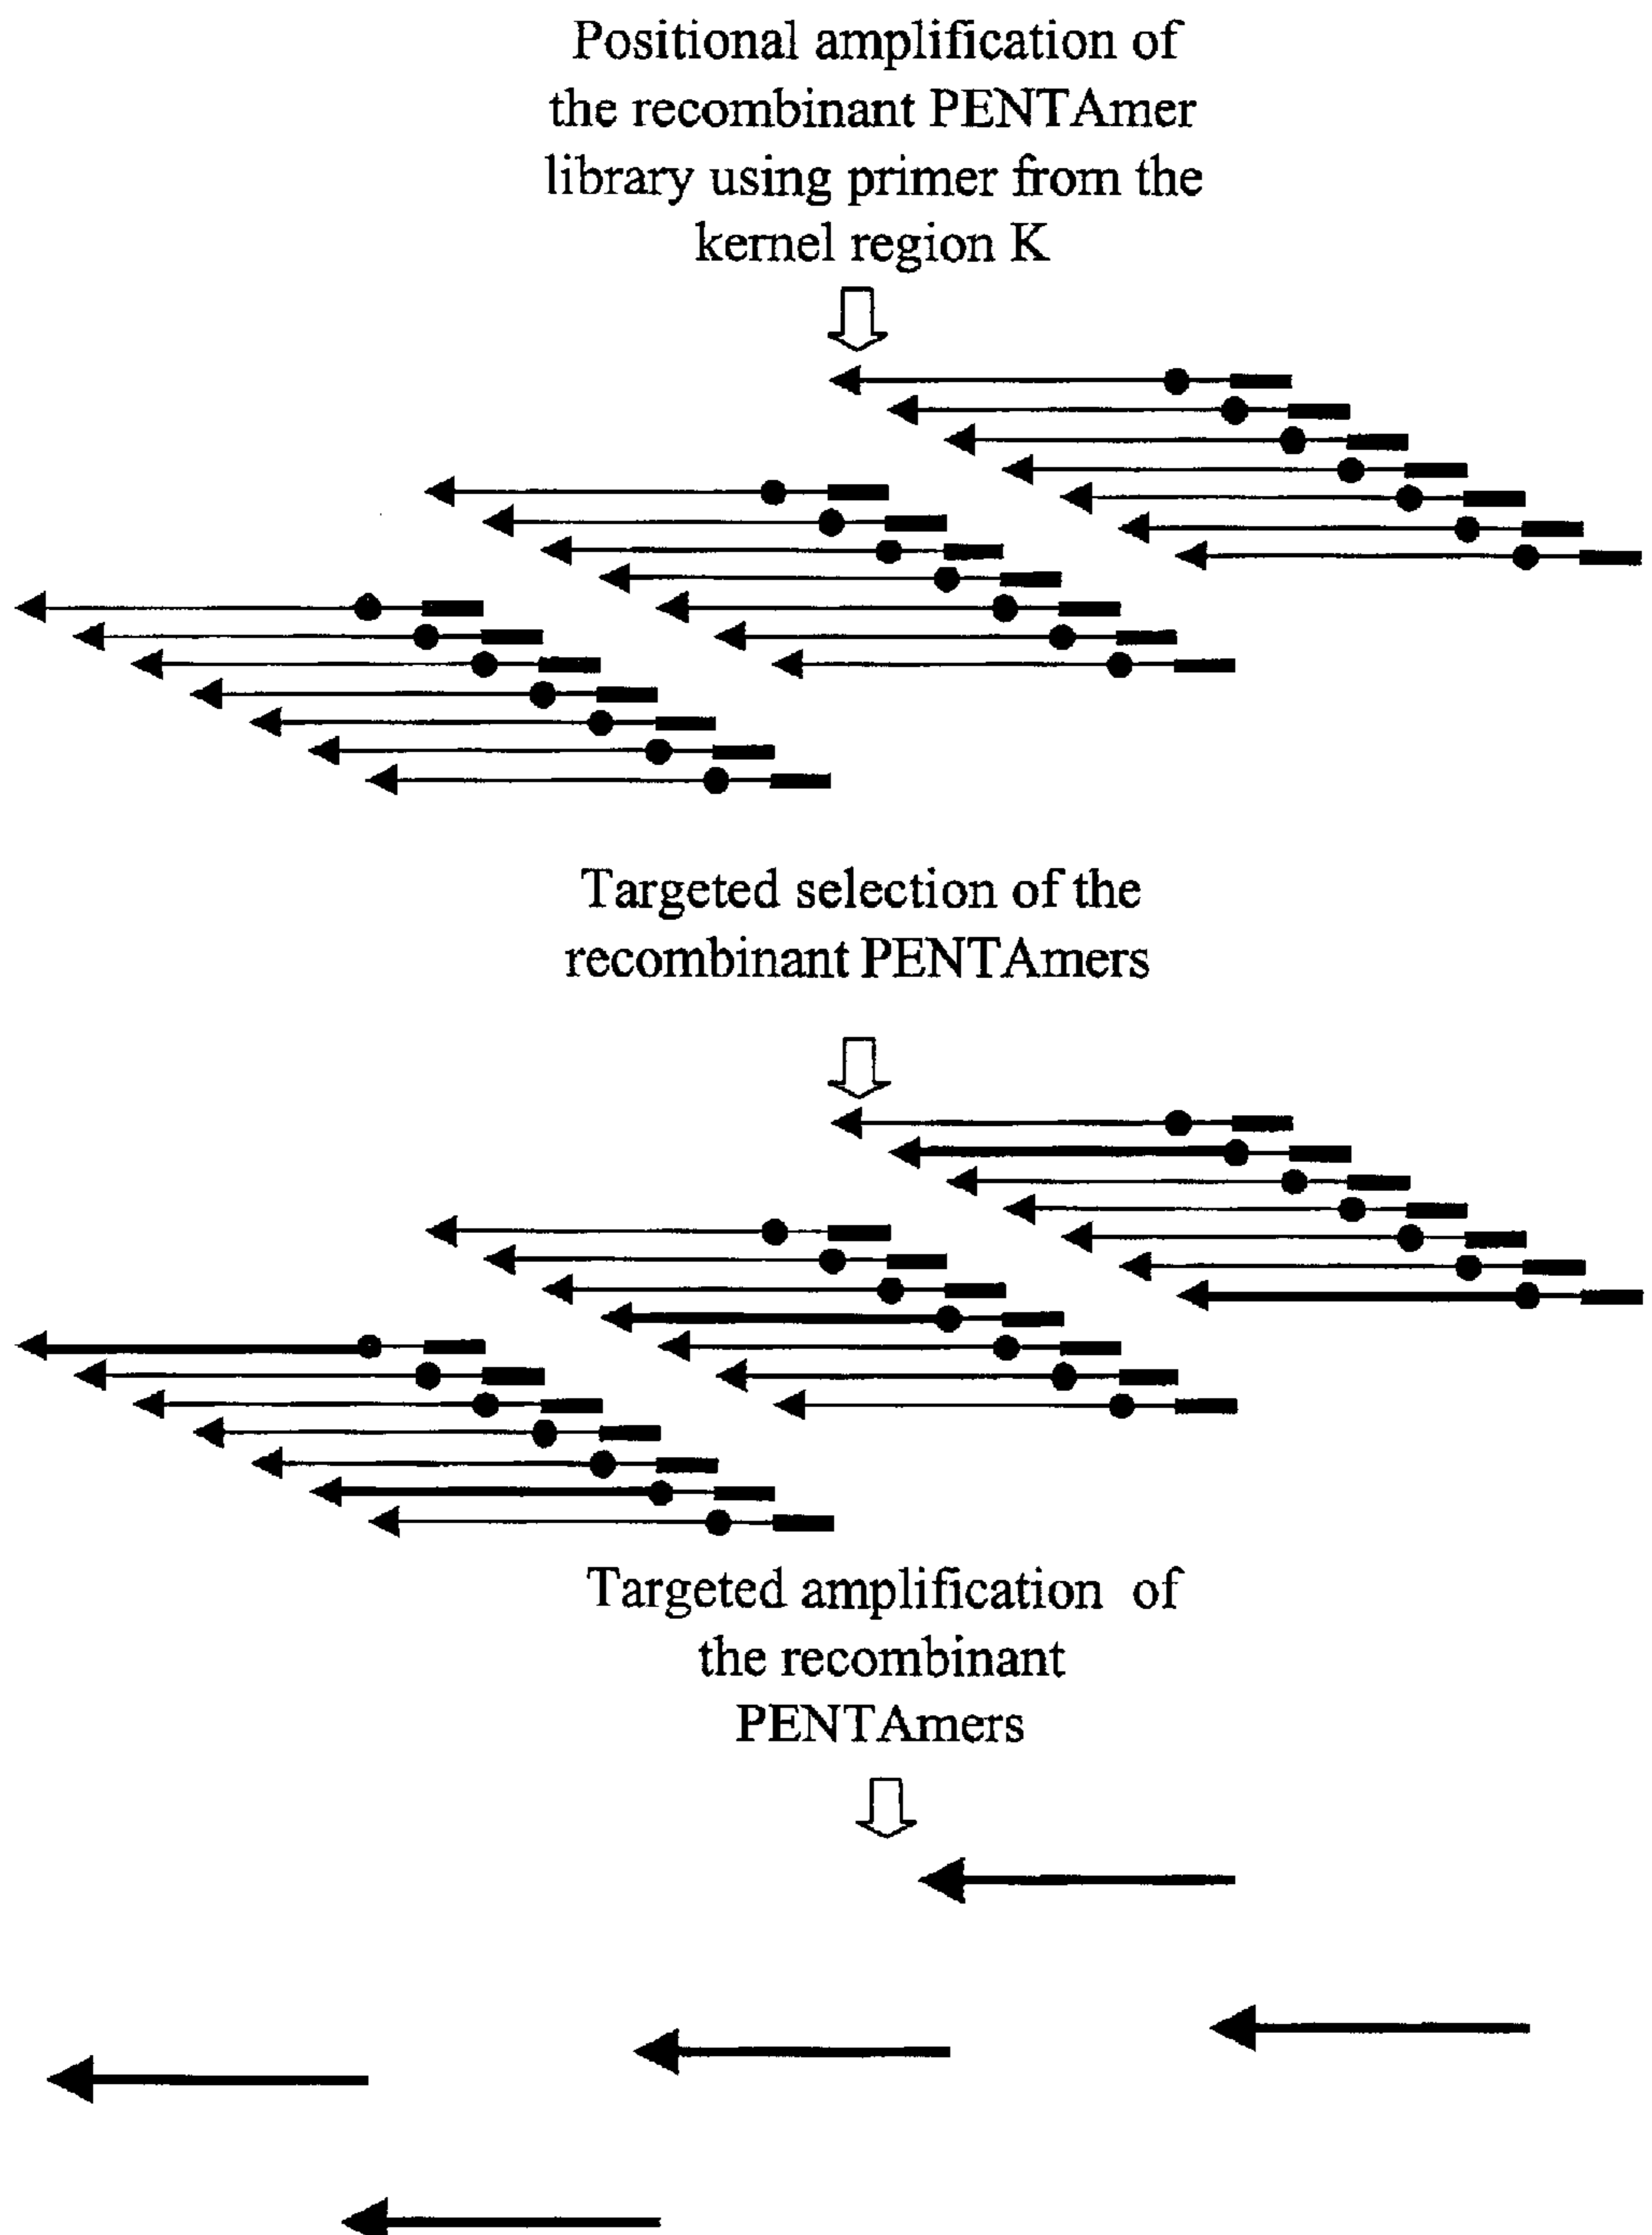 Positional amplification of
the recombinant PENTAmer
library using primer from the
kernel region K
Targeted selection of the
recombinant PENTAmers
Targeted amplification of
the recombinant
PENTAmers